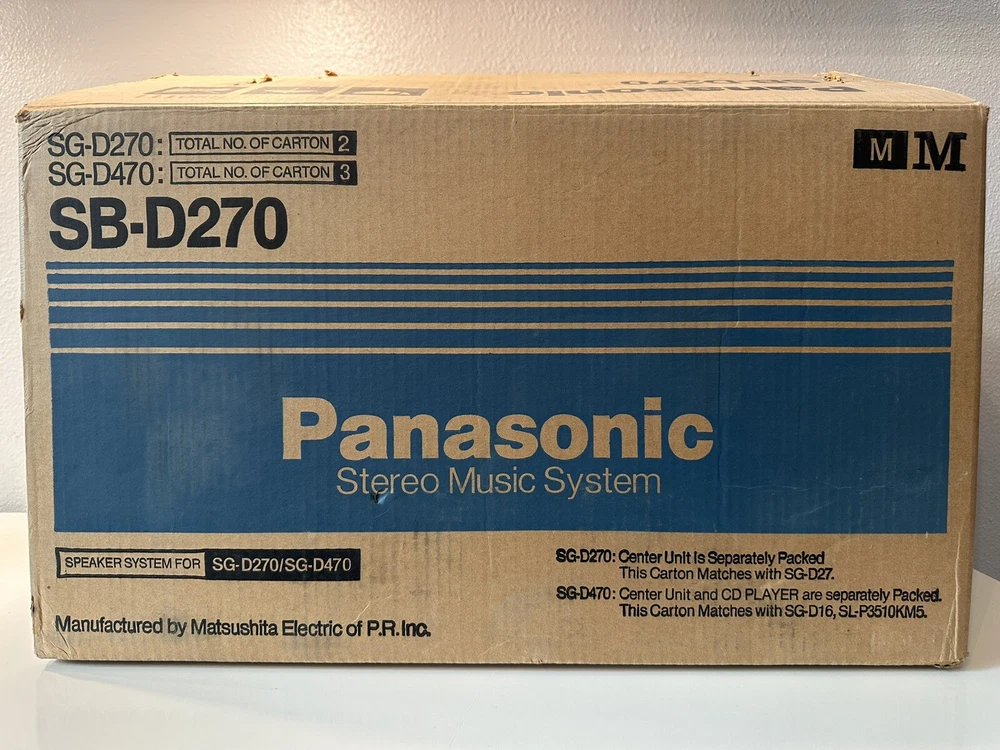 Panasonic
SB-D270
SG-D270: TOTAL NO. OF CARTON 2
SG-D470: TOTAL NO. OF CARTON 3
M M
SB-D270
Panasonic
Stereo Music System
SPEAKER SYSTEM FOR SG-D270/SG-D470
SG-D270: Center Unit is Separately Packed
This Carton Matches with SG-D27.
SG-D470: Center Unit and CD PLAYER are separately Packed.
This Carton Matches with SG-D16, SL-P3510KM5.
Manufactured by Matsushita Electric of P.R. Inc.